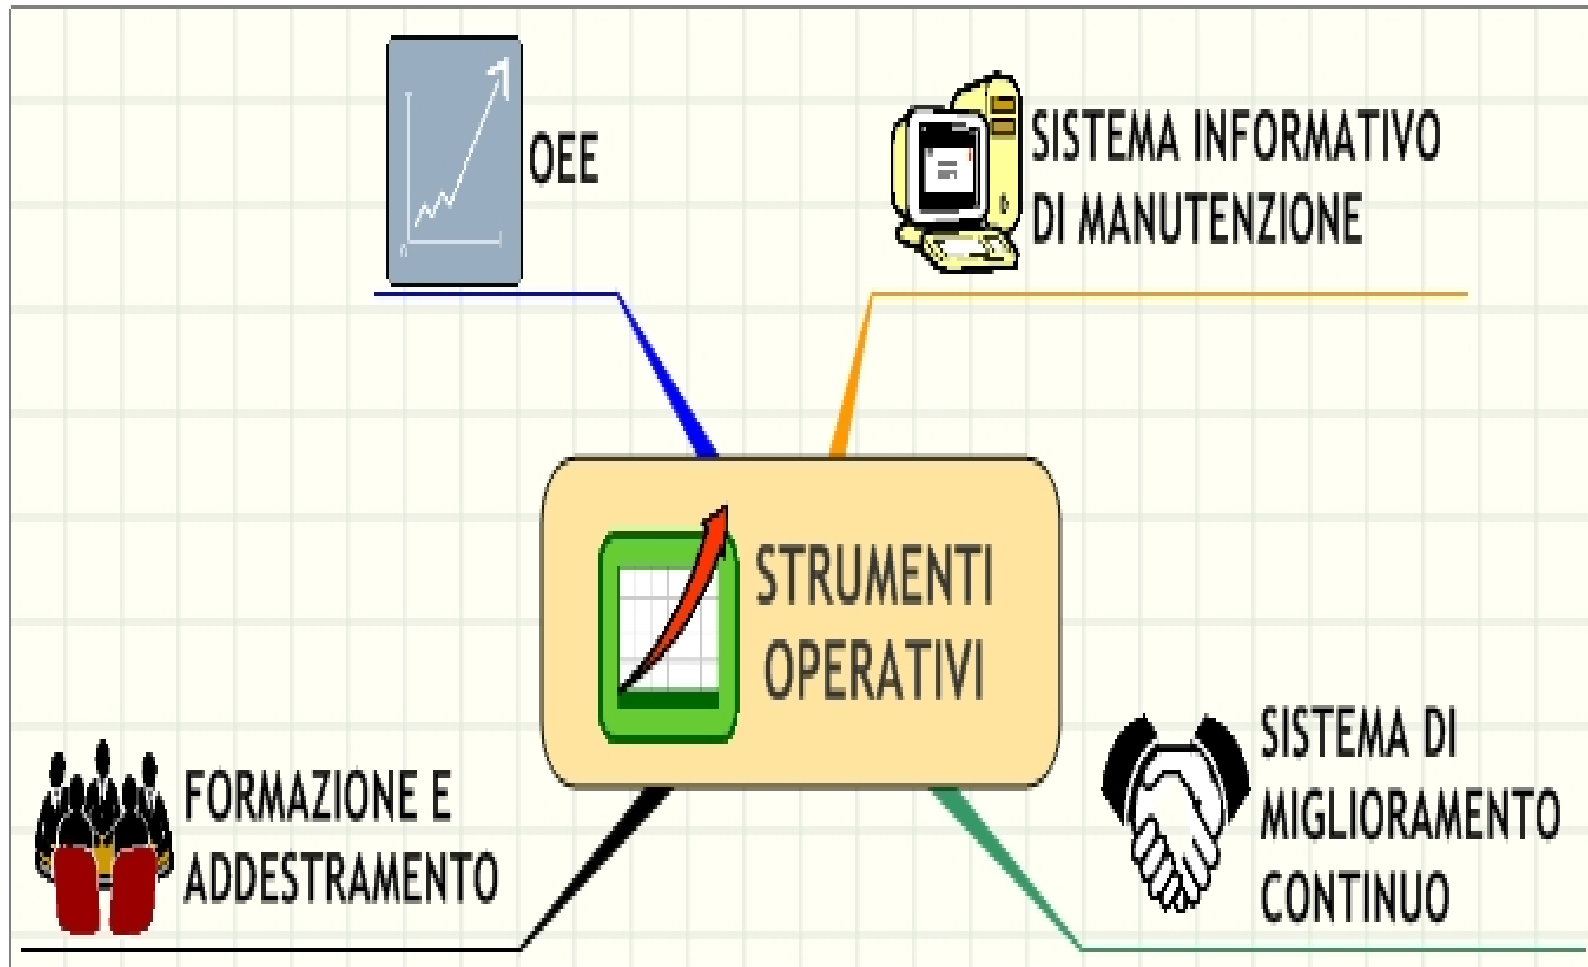 OEE
SISTEMA INFORMATIVO
DI MANUTENZIONE
STRUMENTI
OPERATIVI
FORMAZIONE E
ADDESTRAMENTO
SISTEMA DI
MIGLIORAMENTO
CONTINUO